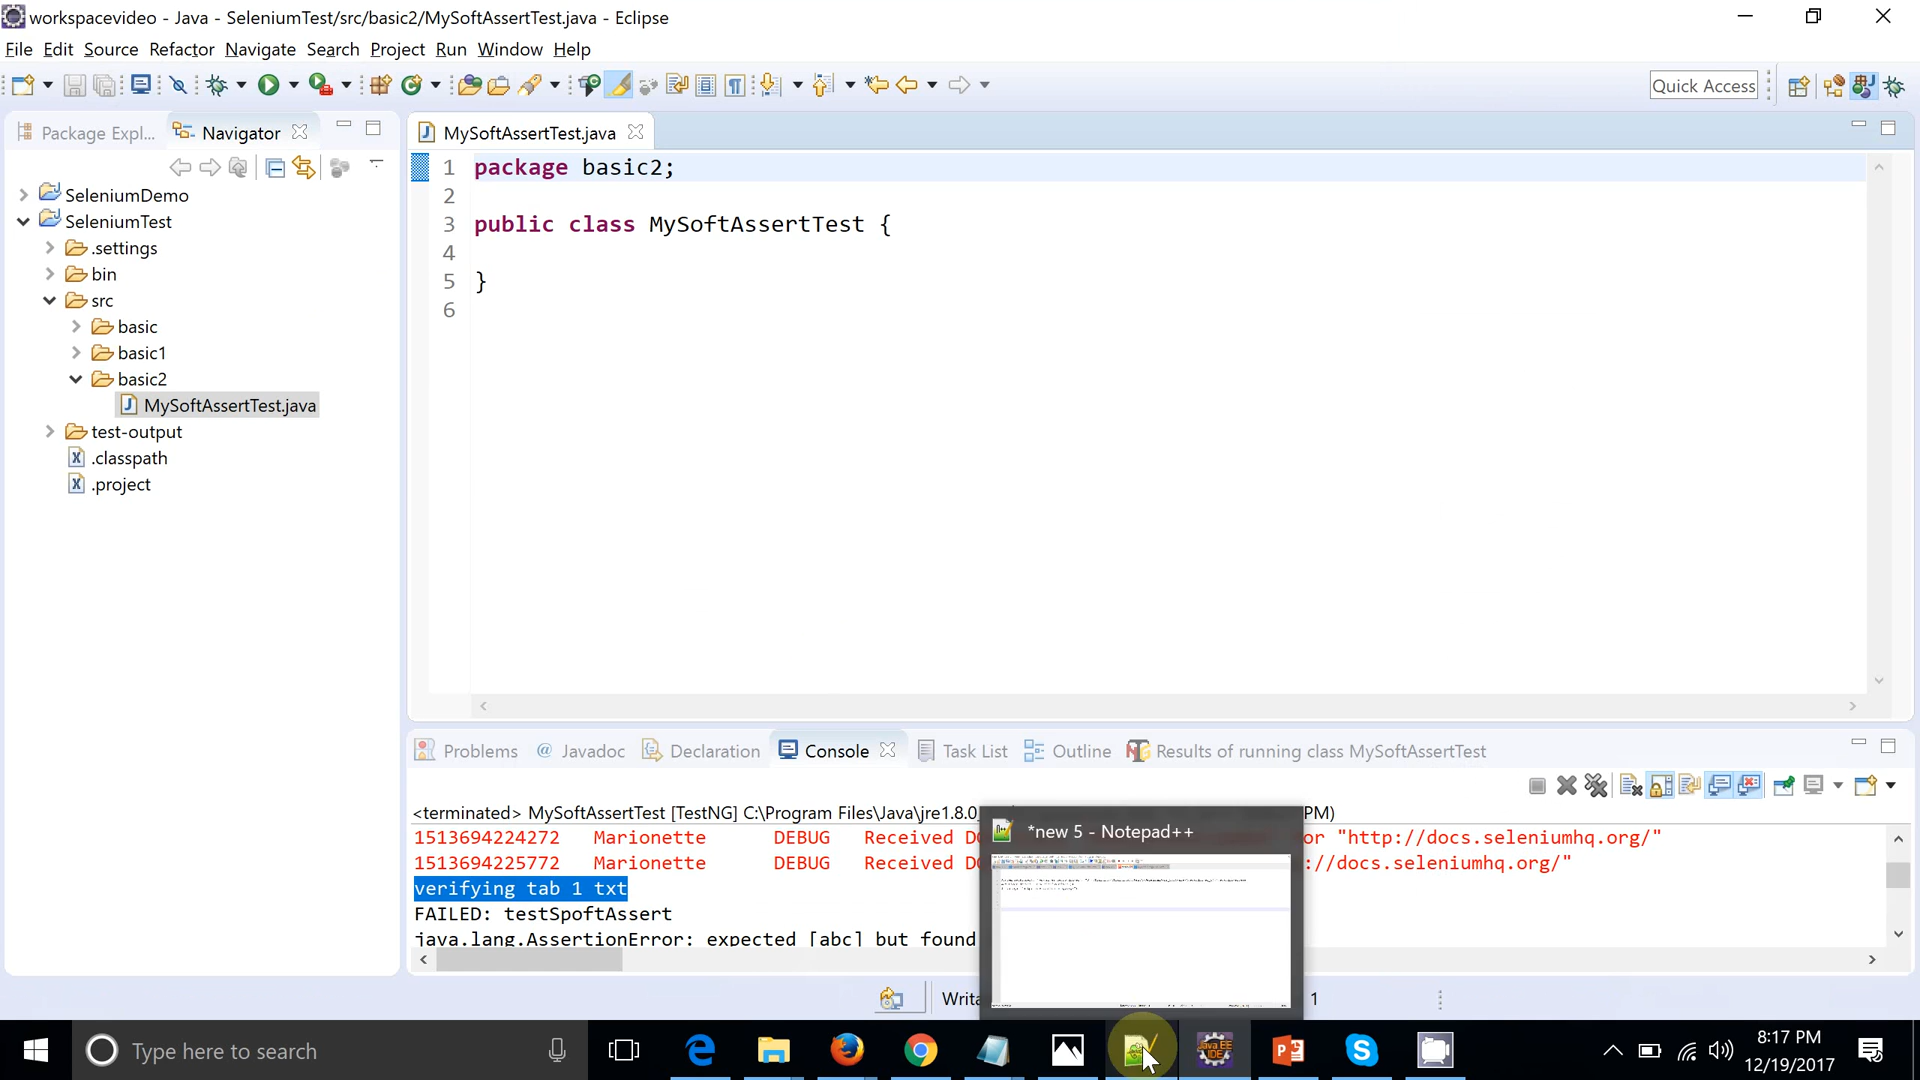 workspacevideo - Java - SeleniumTest/src/basic2/MySoftAssertTest.java - Eclipse
File Edit Source Refactor Navigate Search Project Run Window Help
Quick Access
Package Expl...
Navigator
MySoftAssertTest.java
SeleniumDemo
SeleniumTest
.settings
bin
src
basic
basic1
basic2
MySoftAssertTest.java
test-output
.classpath
.project
1 package basic2;
2
3 public class MySoftAssertTest {
4
5 }
6
Problems @ Javadoc Declaration Console Task List Outline Results of running class MySoftAssertTest
<terminated> MySoftAssertTest [TestNG] C:\Program Files\Java\jre1.8.0 PM)
1513694224272 Marionette DEBUG Received or "http://docs.seleniumhq.org/"
1513694225772 Marionette DEBUG Received ://docs.seleniumhq.org/"
verifying tab 1 txt
FAILED: testSpoftAssert
java.lang.AssertionError: expected [abc] but found
*new 5 - Notepad++
1
Type here to search
Java EE
IDE
8:17 PM
12/19/2017